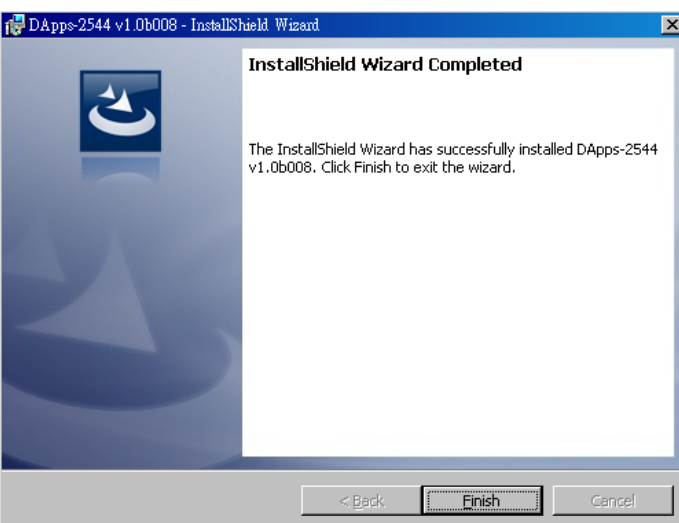 DApps-2544 v1.0b008 - InstallShield Wizard
InstallShield Wizard Completed
The InstallShield Wizard has successfully installed DApps-2544
v1.0b008. Click Finish to exit the wizard.
< Back
Finish
Cancel